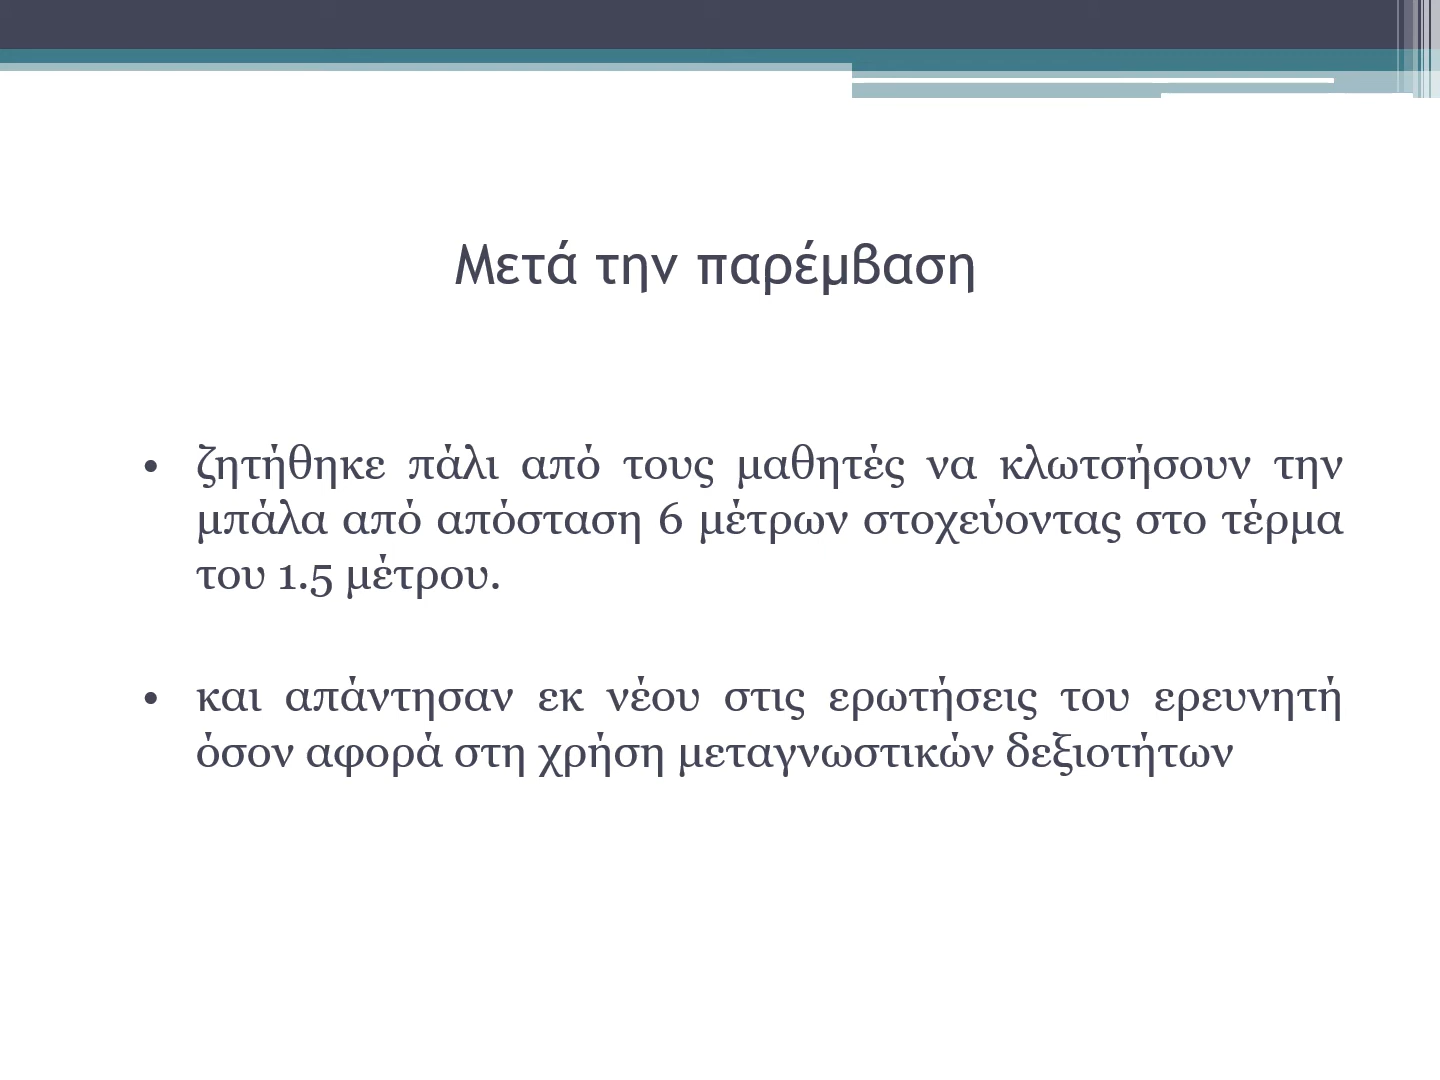 Μετά την παρέμβαση
• ζητήθηκε πάλι από τους μαθητές να κλωτσήσουν την
μπάλα από απόσταση 6 μέτρων στοχεύοντας στο τέρμα
του 1.5 μέτρου.
• και απάντησαν εκ νέου στις ερωτήσεις του ερευνητή
όσον αφορά στη χρήση μεταγνωστικών δεξιοτήτων